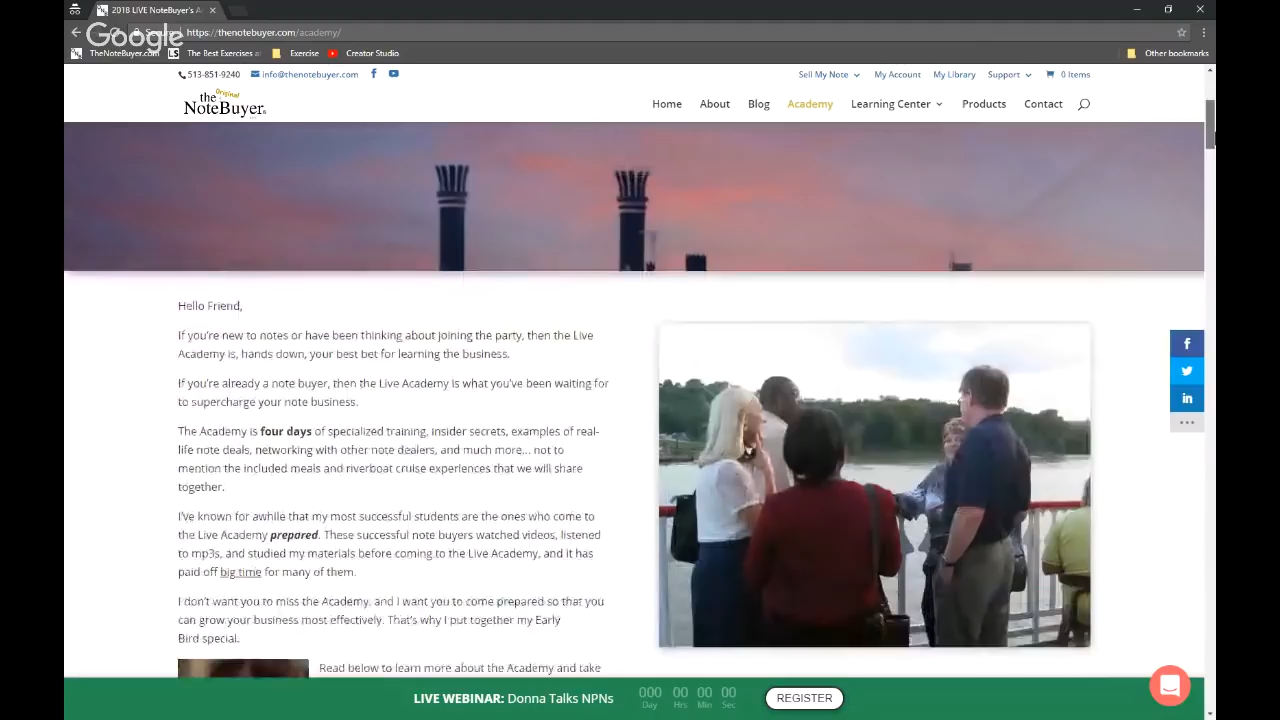 2018 LIVE NoteBuyer's A
Google
https://thenotebuyer.com/academy/
TheNoteBuyer.com
The Best Exercises a
Exercise
Creator Studio
Other bookmarks
513-851-9240
info@thenotebuyer.com
Sell My Note
My Account
My Library
Support
0 Items
the Original
NoteBuyer
Home
About
Blog
Academy
Learning Center
Products
Contact
Hello Friend,
If you're new to notes or have been thinking about joining the party, then the Live
Academy is, hands down, your best bet for learning the business.
If you're already a note buyer, then the Live Academy is what you've been waiting for
to supercharge your note business.
The Academy is four days of specialized training, insider secrets, examples of real-
life note deals, networking with other note dealers, and much more... not to
mention the included meals and riverboat cruise experiences that we will share
together.
I've known for awhile that my most successful students are the ones who come to
the Live Academy prepared. These successful note buyers watched videos, listened
to mp3s, and studied my materials before coming to the Live Academy, and it has
paid off big time for many of them.
I don't want you to miss the Academy, and I want you to come prepared so that you
can grow your business most effectively. That's why I put together my Early
Bird special.
Read below to learn more about the Academy and take
LIVE WEBINAR: Donna Talks NPNs
000 00 00 00
Day Hrs Min Sec
REGISTER